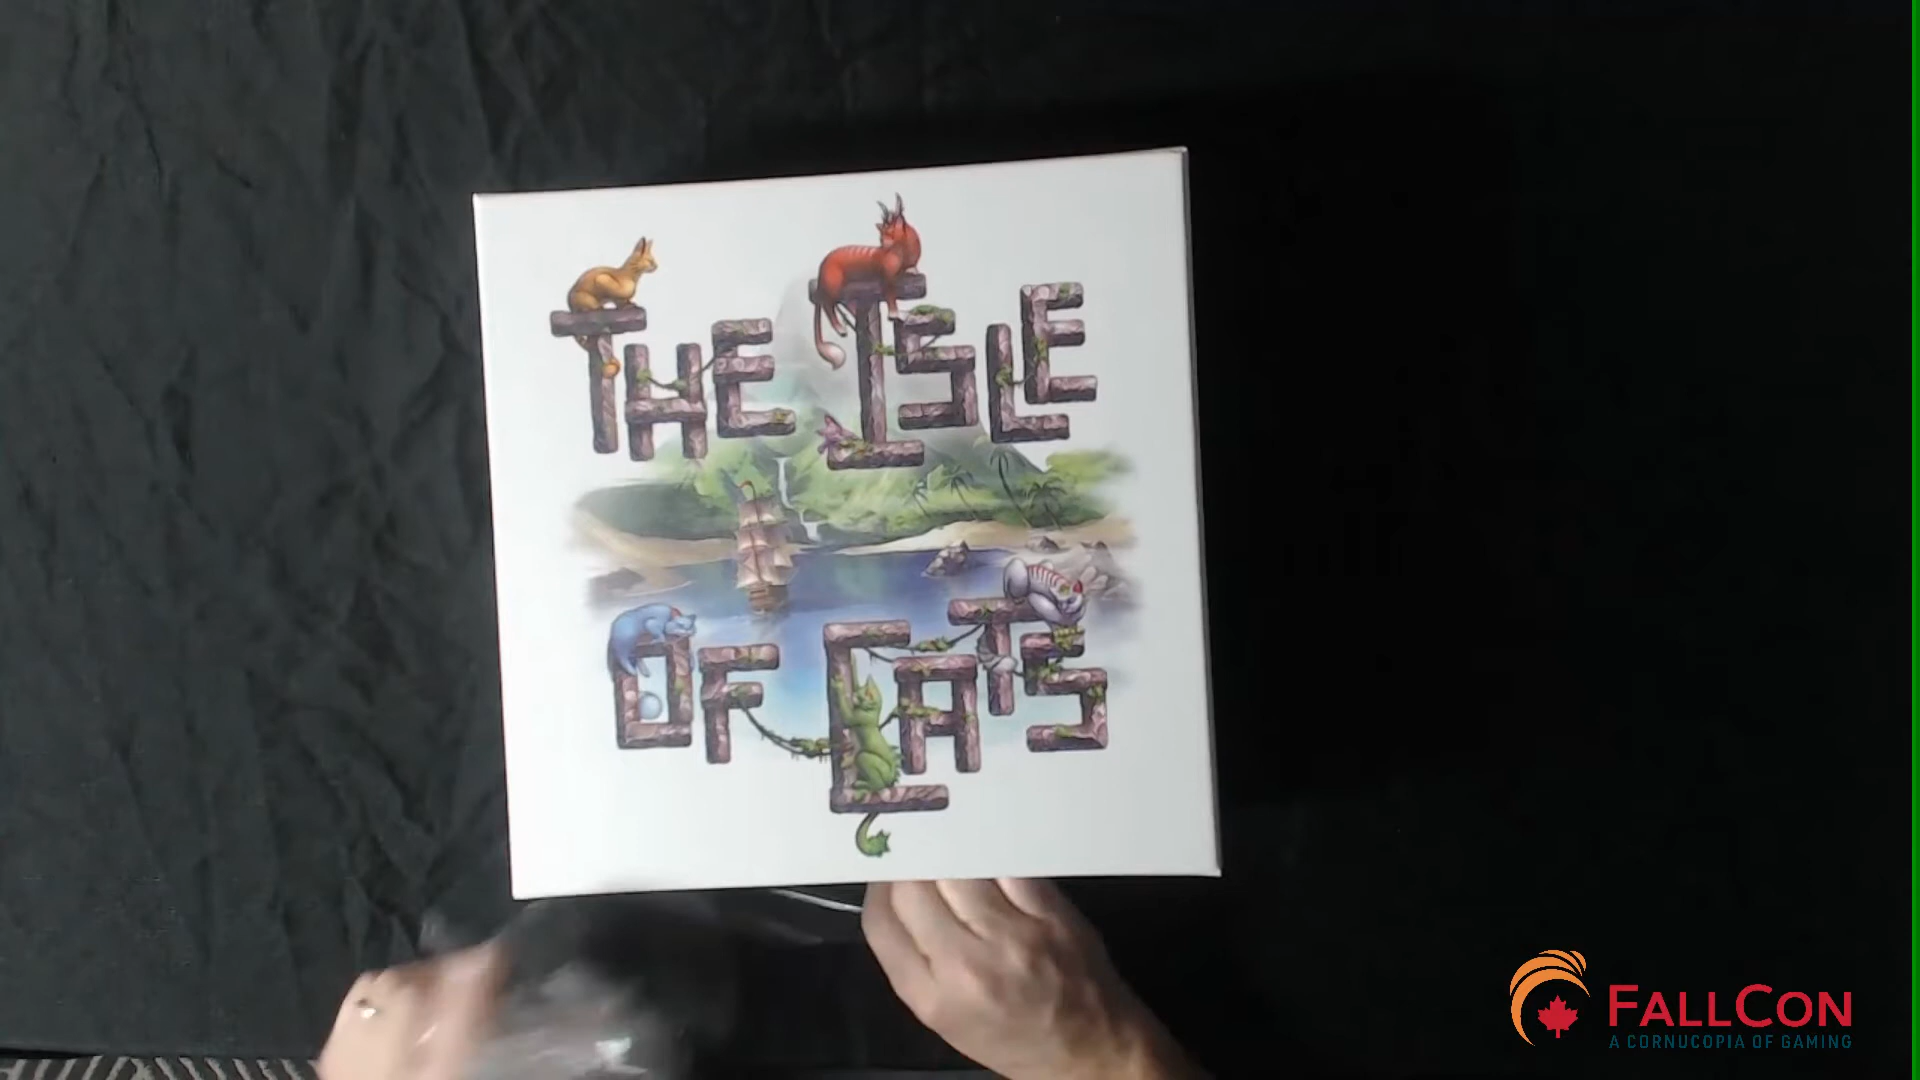 THE ISLE
OF CATS
FALLCON
A CORNUCOPIA OF GAMING